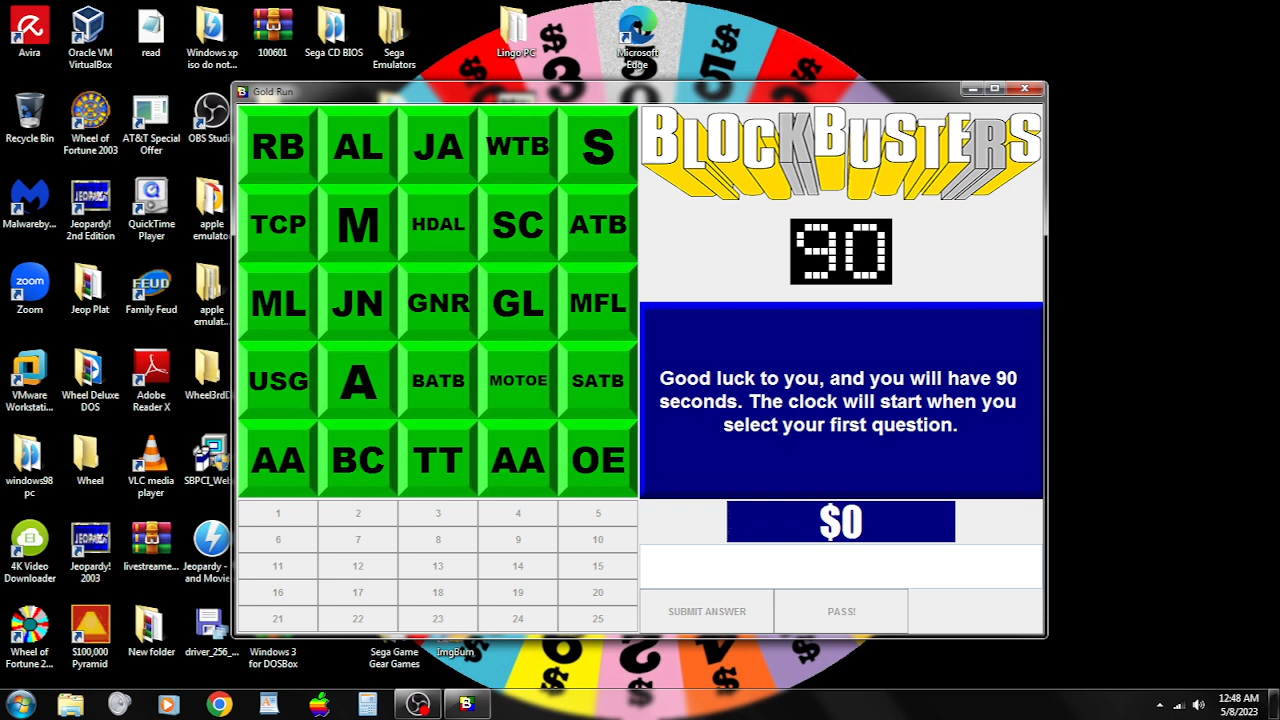 Avira
Oracle VM
VirtualBox
read
Windows xp
iso do not...
100601
Sega CD BIOS
Sega
Emulators
Lingo PC
Microsoft
Edge
Gold Run
Recycle Bin
Wheel of
Fortune 2003
AT&T Special
Offer
OBS Studi
Malwareby...
Jeopardy!
2nd Edition
QuickTime
Player
apple
emulato
Zoom
Jeop Plat
Family Feud
apple
emulat..
VMware
Workstati...
Wheel Deluxe
DOS
Adobe
Reader X
Wheel3rdD
windows98
pc
Wheel
VLC media
player
SBPCI_Web
4K Video
Downloader
Jeopardy!
2003
livestreame...
Jeopardy -
and Movie
Wheel of
Fortune 2...
$100,000
Pyramid
New folder
driver_256_...
Windows 3
for DOSBox
Sega Game
Gear Games
ImgBurn
RB AL JA WTB S
TCP M HDAL SC ATB
ML JN GNR GL MFL
USG A BATB MOTOE SATB
AA BC TT AA OE
1 2 3 4 5
6 7 8 9 10
11 12 13 14 15
16 17 18 19 20
21 22 23 24 25
BLOCKBUSTERS
90
Good luck to you, and you will have 90
seconds. The clock will start when you
select your first question.
$0
SUBMIT ANSWER PASS!
12:48 AM
5/8/2023